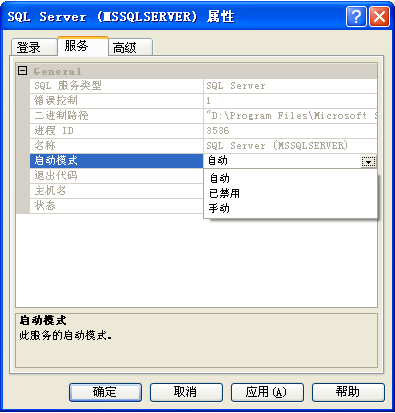 SQL Server (MSSQLSERVER) 属性
登录 服务 高级
General
SQL 服务类型 SQL Server
错误控制 1
二进制路径 "D:\Program Files\Microsoft S
进程 ID 3536
名称 SQL Server (MSSQLSERVER)
启动模式 自动
退出代码 自动
主机名 已禁用
状态 手动
启动模式
此服务的启动模式。
确定 取消 应用(A) 帮助